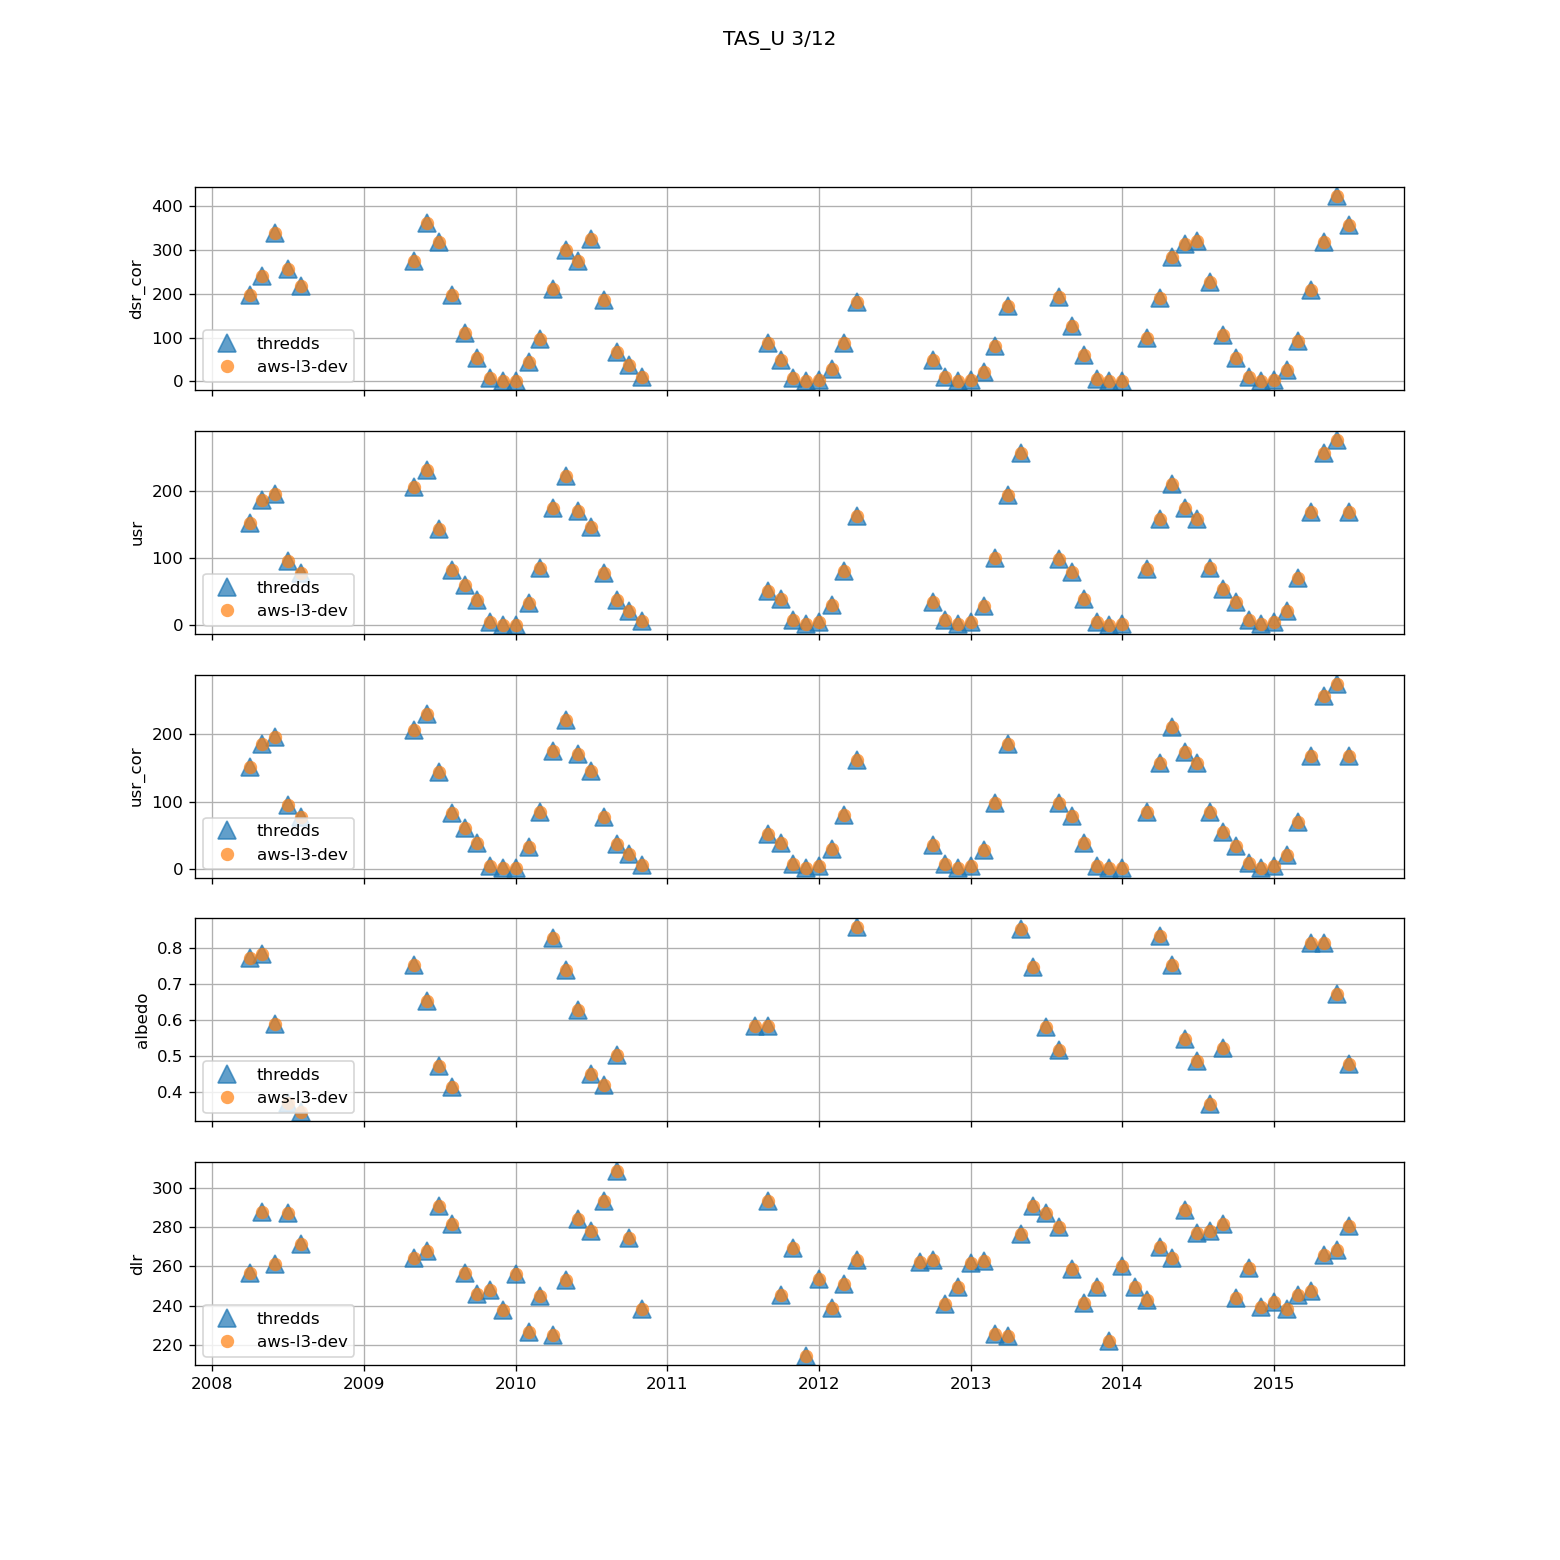 TAS_U 3/12
dsr_cor
400
300
200
100
0
thredds
aws-l3-dev
usr
200
100
0
thredds
aws-l3-dev
usr_cor
200
100
0
thredds
aws-l3-dev
albedo
0.8
0.7
0.6
0.5
0.4
thredds
aws-l3-dev
dlr
300
280
260
240
220
thredds
aws-l3-dev
2008 2009 2010 2011 2012 2013 2014 2015